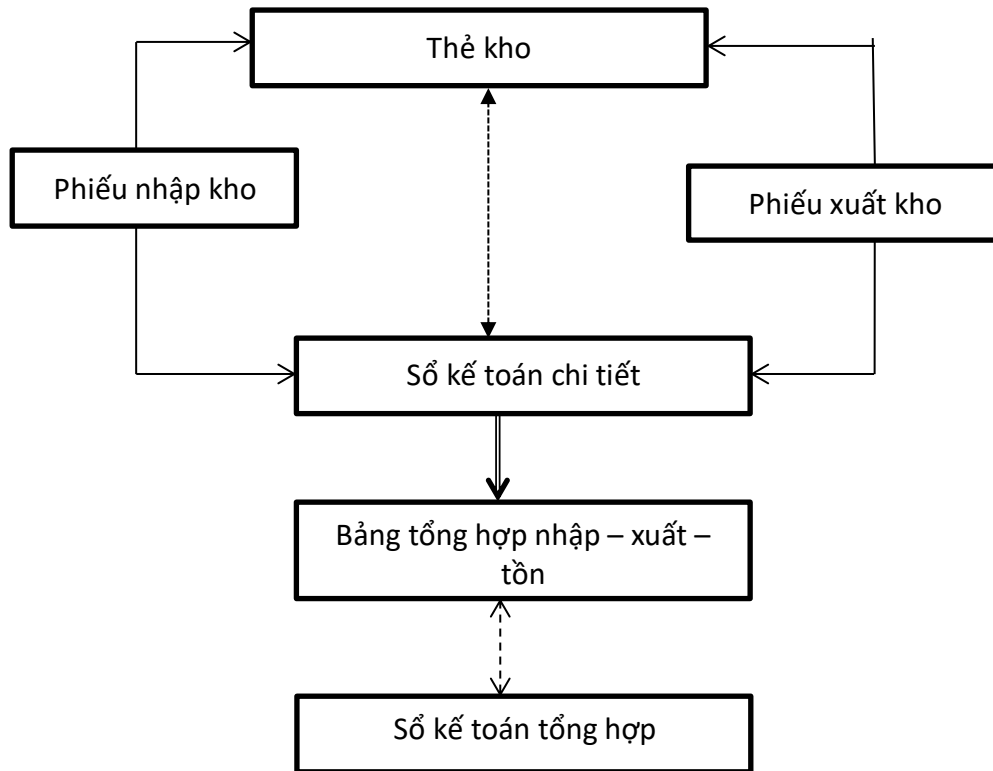 Thẻ kho
Phiếu nhập kho
Phiếu xuất kho
Sổ kế toán chi tiết
Bảng tổng hợp nhập – xuất –
tồn
Sổ kế toán tổng hợp